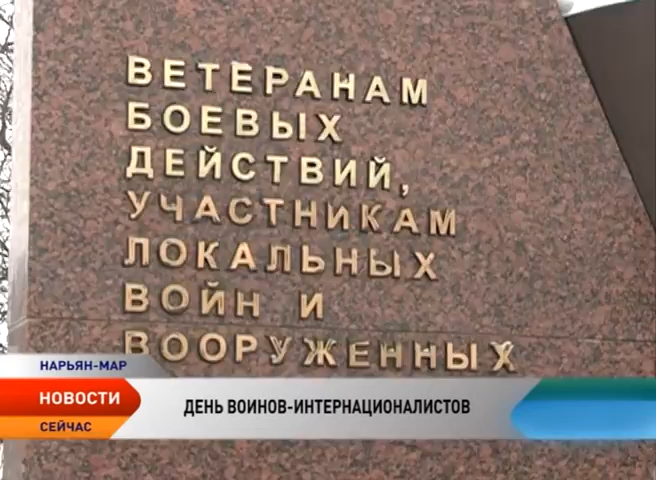 ВЕТЕРАНАМ
БОЕВЫХ
ДЕЙСТВИЙ,
УЧАСТНИКАМ
ЛОКАЛЬНЫХ
ВОЙН И
ВООРУЖЕННЫХ
НАРЬЯН-МАР
НОВОСТИ
СЕЙЧАС
ДЕНЬ ВОИНОВ-ИНТЕРНАЦИОНАЛИСТОВ